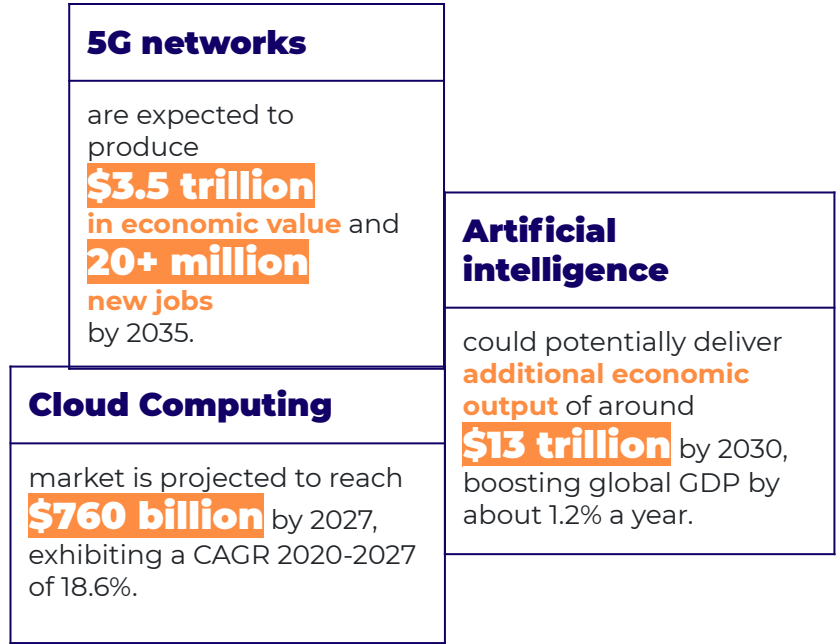 5G networks
are expected to
produce
$3.5 trillion
in economic value and
20+ million
new jobs
by 2035.
Artificial
intelligence
could potentially deliver
additional economic
output of around
$13 trillion by 2030,
boosting global GDP by
about 1.2% a year.
Cloud Computing
market is projected to reach
$760 billion by 2027,
exhibiting a CAGR 2020-2027
of 18.6%.